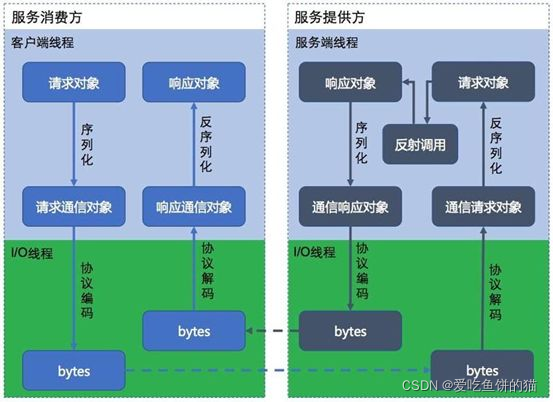 服务消费方
服务提供方
客户端线程
服务端线程
请求对象
响应对象
响应对象
请求对象
序列化
反序列化
序列化
反射调用
反序列化
请求通信对象
响应通信对象
通信响应对象
通信请求对象
I/O线程
I/O线程
协议编码
协议解码
协议编码
协议解码
bytes
bytes
bytes
bytes
CSDN @爱吃鱼饼的猫